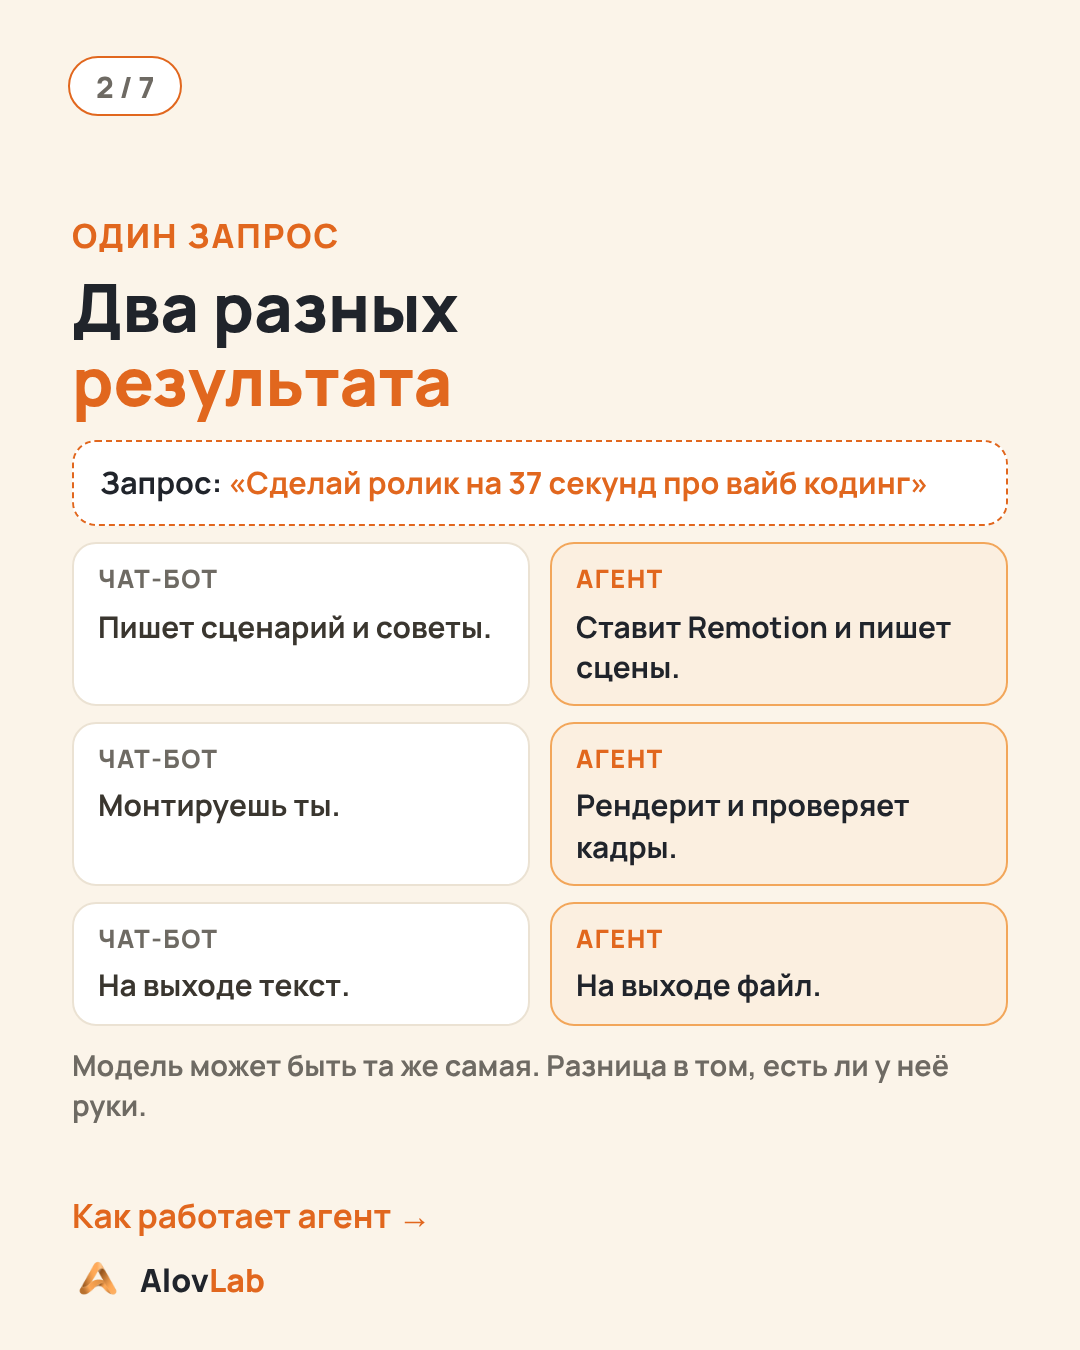 2 / 7
ОДИН ЗАПРОС
Два разных
результата
Запрос: «Сделай ролик на 37 секунд про вайб кодинг»
ЧАТ-БОТ
Пишет сценарий и советы.
АГЕНТ
Ставит Remotion и пишет
сцены.
ЧАТ-БОТ
Монтируешь ты.
АГЕНТ
Рендерит и проверяет
кадры.
ЧАТ-БОТ
На выходе текст.
АГЕНТ
На выходе файл.
Модель может быть та же самая. Разница в том, есть ли у неё
руки.
Как работает агент →
AlovLab